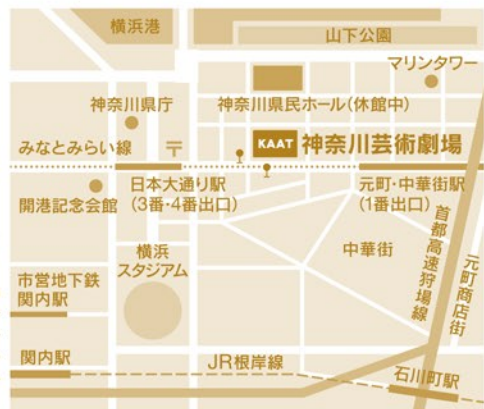 横浜港
山下公園
マリンタワー
神奈川県庁
神奈川県民ホール(休館中)
みなとみらい線
〒
KAAT 神奈川芸術劇場
日本大通り駅
(3番・4番出口)
元町・中華街駅
(1番出口)
開港記念会館
首都高速狩場線
元町商店街
中華街
横浜
スタジアム
市営地下鉄
関内駅
関内駅
JR根岸線
石川町駅